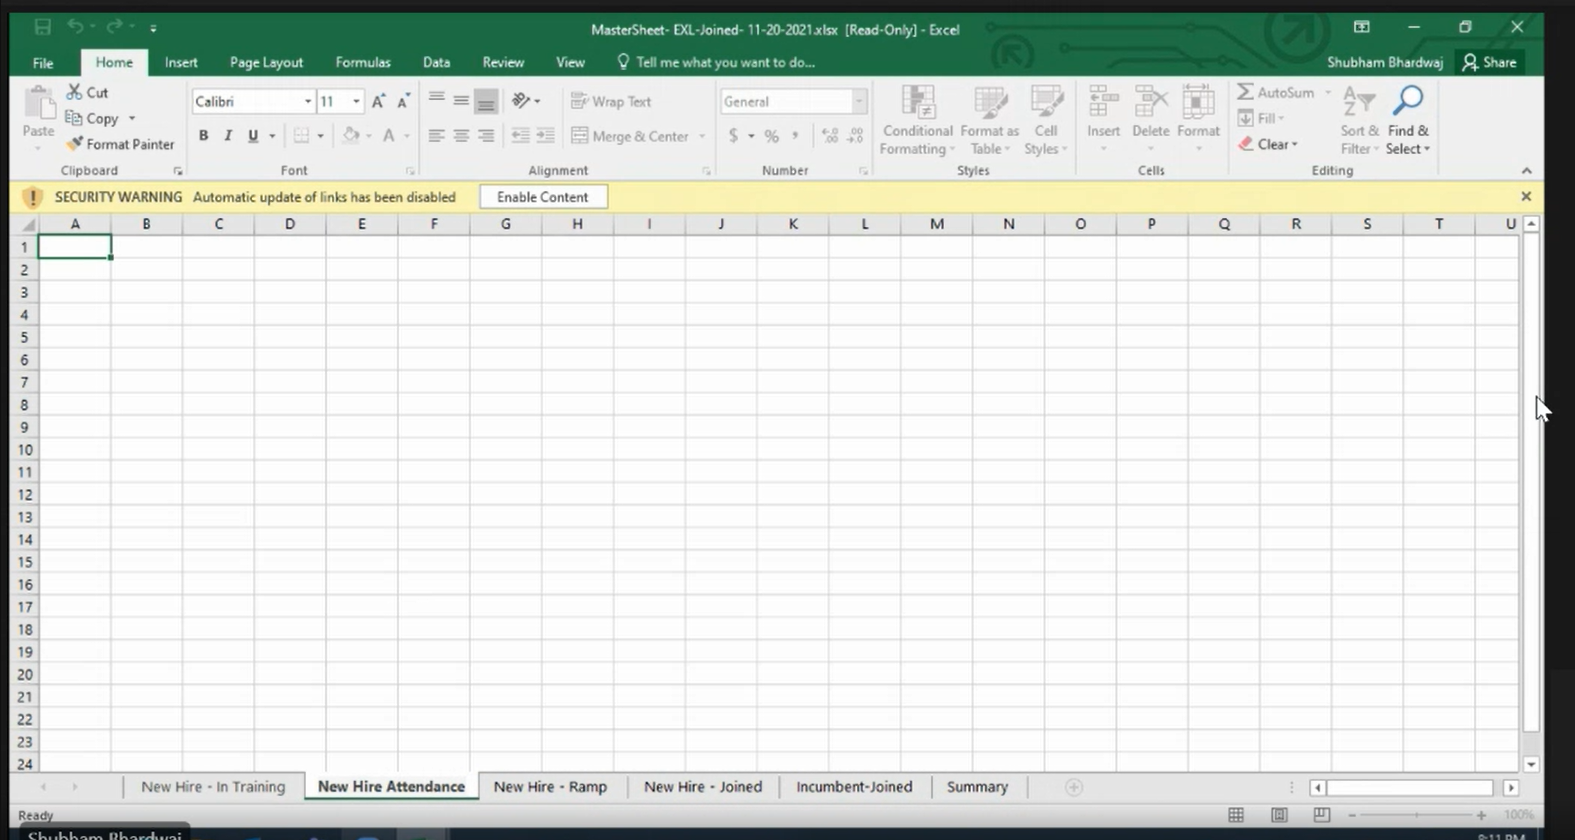 MasterSheet- EXL-Joined- 11-20-2021.xlsx [Read-Only] - Excel
File Home Insert Page Layout Formulas Data Review View Tell me what you want to do... Shubham Bhardwaj Share
Paste Cut Copy Format Painter
Clipboard
Calibri 11
B I U A
Font
Wrap Text
Merge & Center
Alignment
General
$ % ,
Number
Conditional Formatting Format as Table Cell Styles
Styles
Insert Delete Format
Cells
AutoSum
Fill
Clear
Sort & Filter Find & Select
Editing
SECURITY WARNING Automatic update of links has been disabled Enable Content
A B C D E F G H I J K L M N O P Q R S T U
1
2
3
4
5
6
7
8
9
10
11
12
13
14
15
16
17
18
19
20
21
22
23
24
New Hire - In Training New Hire Attendance New Hire - Ramp New Hire - Joined Incumbent-Joined Summary
Ready 100%
Shubham Bhardwaj 8:11 PM